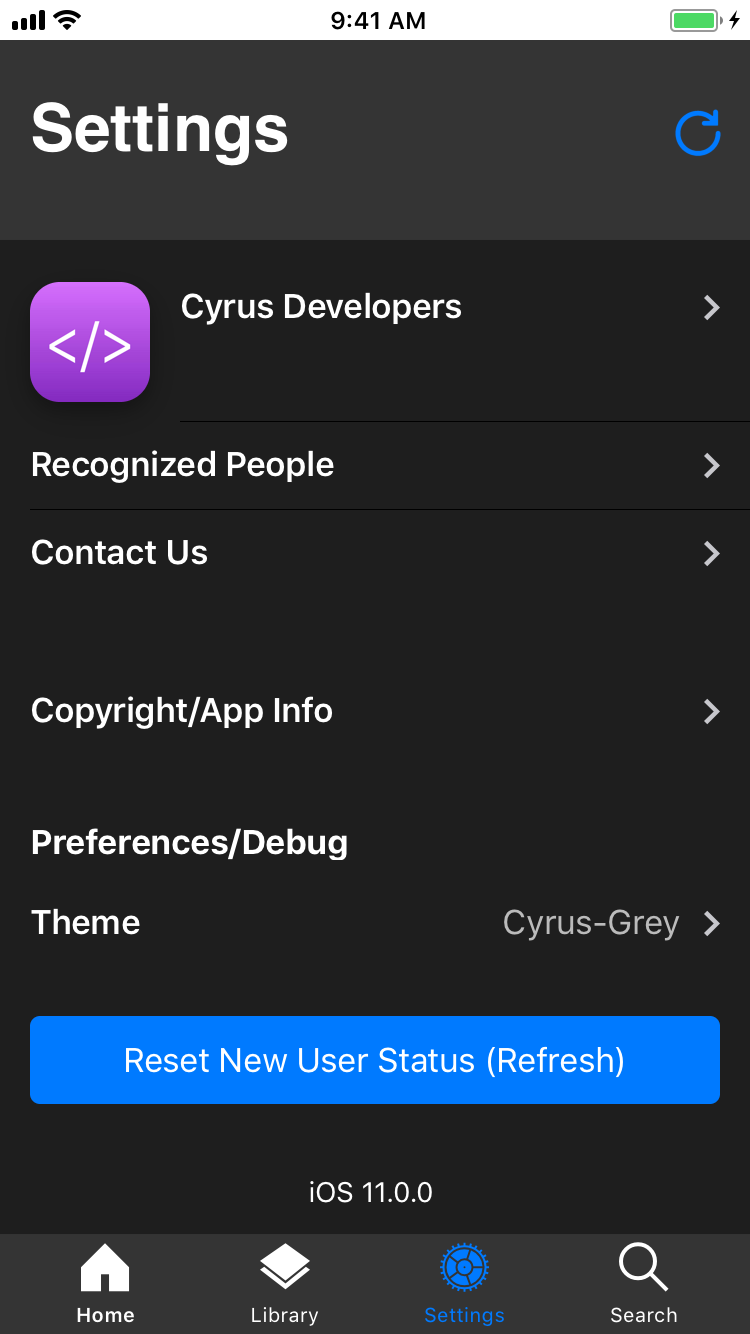 9:41 AM
Settings
</>
Cyrus Developers
Recognized People
Contact Us
Copyright/App Info
Preferences/Debug
Theme Cyrus-Grey
Reset New User Status (Refresh)
iOS 11.0.0
Home Library Settings Search